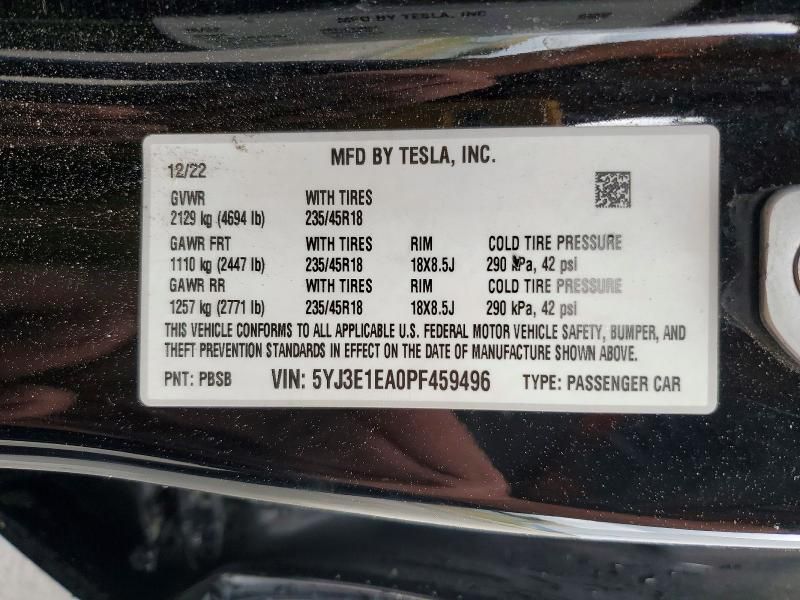 MFD BY TESLA, INC.
12/22
GVWR WITH TIRES
2129 kg (4694 lb) 235/45R18
GAWR FRT WITH TIRES RIM COLD TIRE PRESSURE
1110 kg (2447 lb) 235/45R18 18X8.5J 290 kPa, 42 psi
GAWR RR WITH TIRES RIM COLD TIRE PRESSURE
1257 kg (2771 lb) 235/45R18 18X8.5J 290 kPa, 42 psi
THIS VEHICLE CONFORMS TO ALL APPLICABLE U.S. FEDERAL MOTOR VEHICLE SAFETY, BUMPER, AND
THEFT PREVENTION STANDARDS IN EFFECT ON THE DATE OF MANUFACTURE SHOWN ABOVE.
PNT: PBSB VIN: 5YJ3E1EA0PF459496 TYPE: PASSENGER CAR